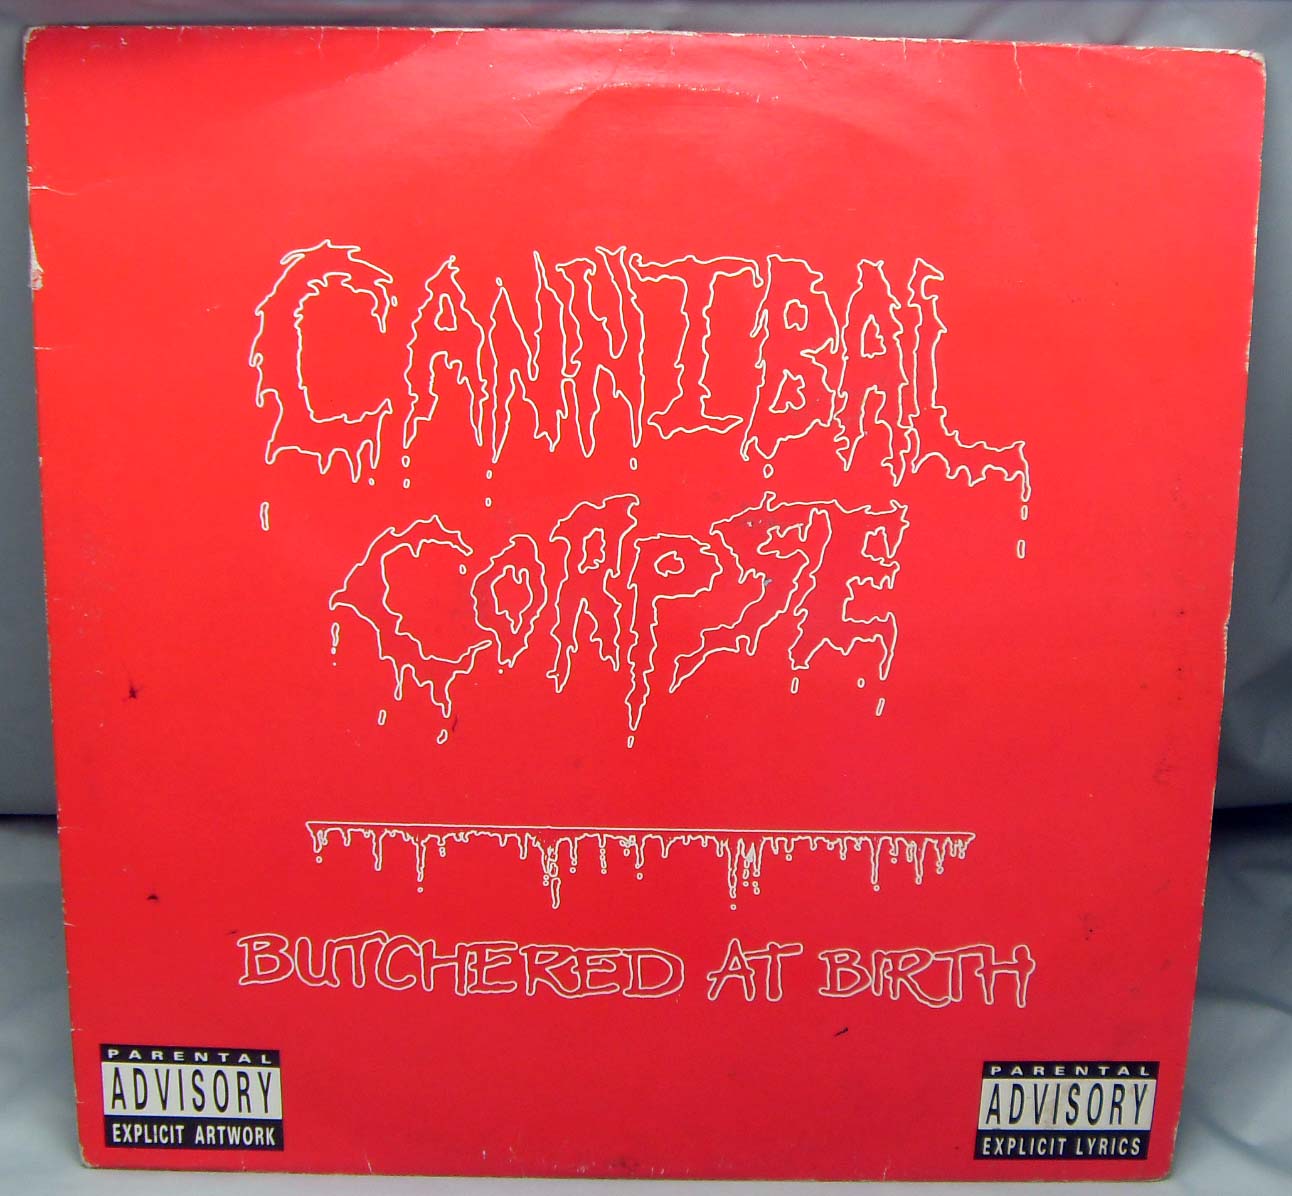 CANNIBAL
CORPSE
BUTCHERED AT BIRTH
PARENTAL
ADVISORY
EXPLICIT ARTWORK
PARENTAL
ADVISORY
EXPLICIT LYRICS